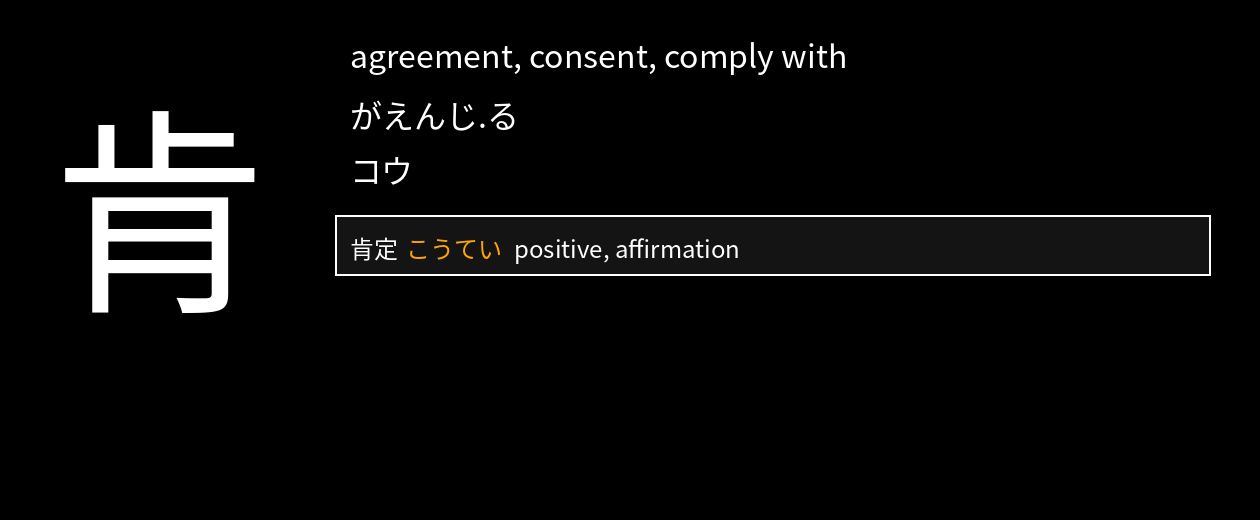 肯
agreement, consent, comply with
がえんじ.る
コウ
肯定 こうてい positive, affirmation